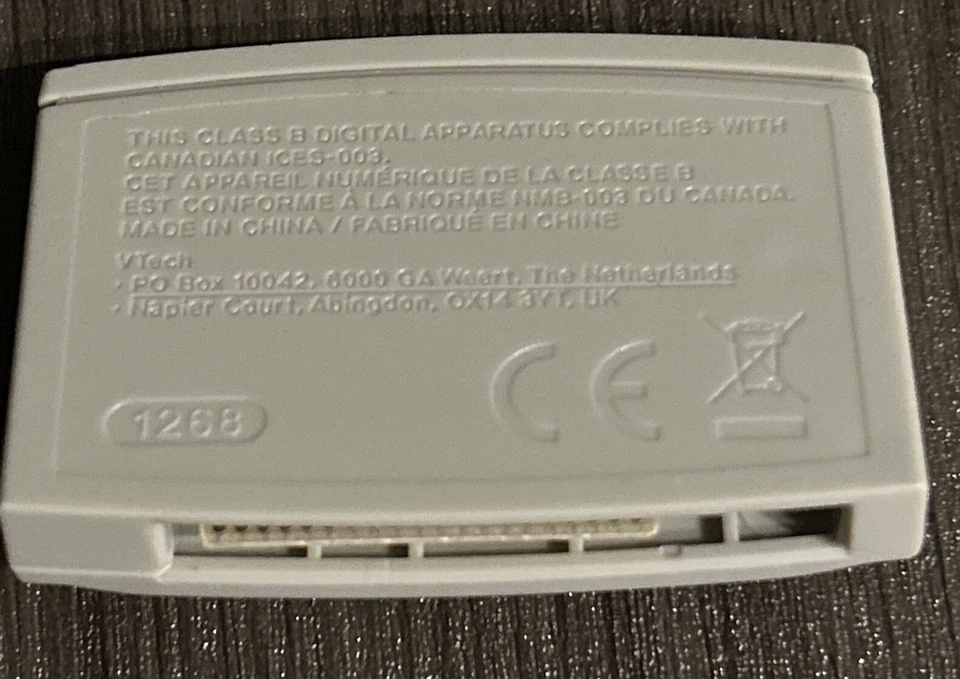 THIS CLASS B DIGITAL APPARATUS COMPLIES WITH
CANADIAN ICES-003.
CET APPAREIL NUMÉRIQUE DE LA CLASSE B
EST CONFORME À LA NORME NMB-003 DU CANADA.
MADE IN CHINA / FABRIQUÉ EN CHINE
VTech
• PO Box 10042, 6000 GA Weert, The Netherlands
• Napier Court, Abingdon, OX14 3YT, UK
CE
1268